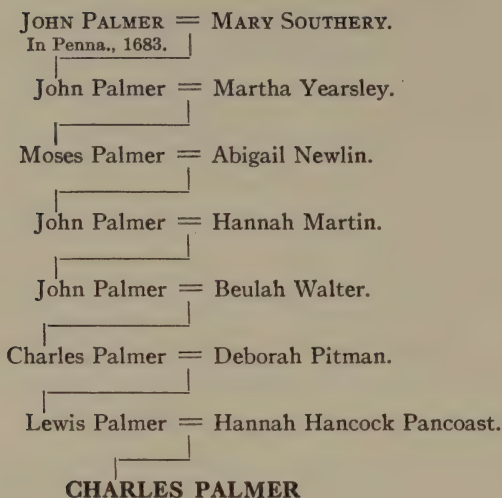 JOHN PALMER = MARY SOUTHERY.
In Penna., 1683.
John Palmer = Martha Yearsley.
Moses Palmer = Abigail Newlin.
John Palmer = Hannah Martin.
John Palmer = Beulah Walter.
Charles Palmer = Deborah Pitman.
Lewis Palmer = Hannah Hancock Pancoast.
CHARLES PALMER